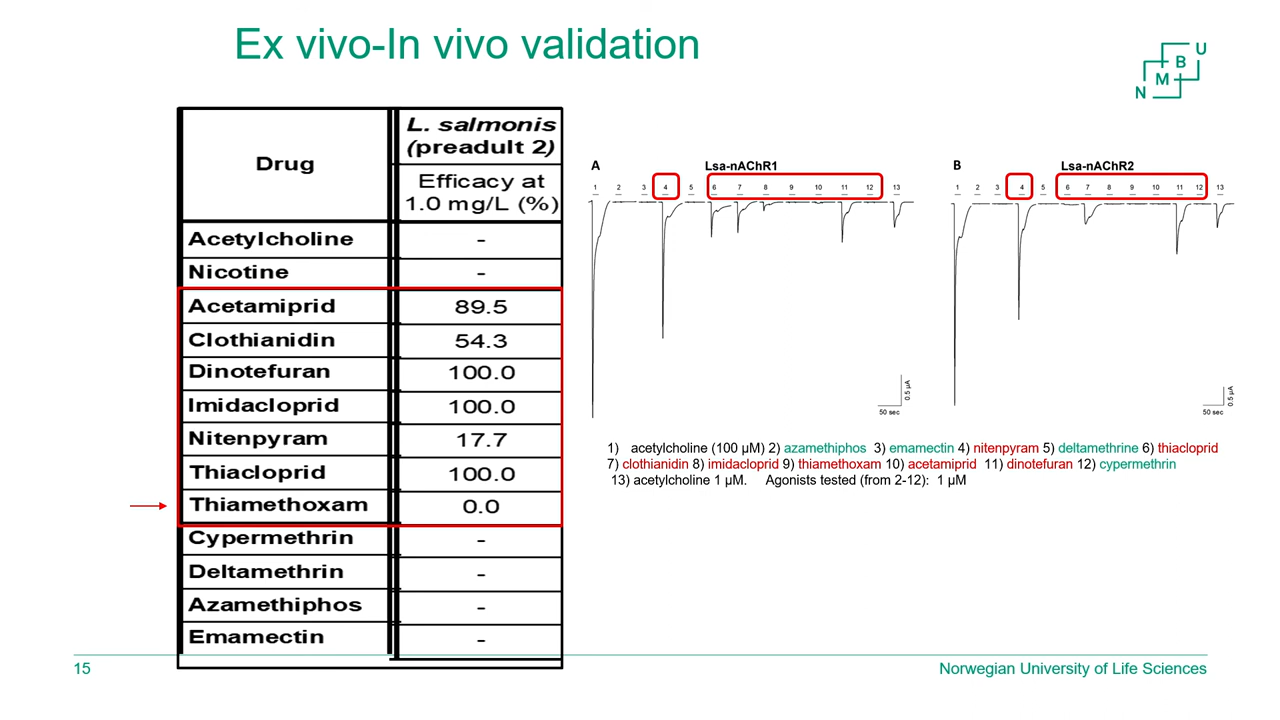 Ex vivo-In vivo validation
N M B U
Drug
L. salmonis
(preadult 2)
Efficacy at
1.0 mg/L (%)
Acetylcholine -
Nicotine -
Acetamiprid 89.5
Clothianidin 54.3
Dinotefuran 100.0
Imidacloprid 100.0
Nitenpyram 17.7
Thiacloprid 100.0
Thiamethoxam 0.0
Cypermethrin -
Deltamethrin -
Azamethiphos -
Emamectin -
A Lsa-nAChR1
1 2 3 4 5 6 7 8 9 10 11 12 13
0.5 µA
50 sec
B Lsa-nAChR2
1 2 3 4 5 6 7 8 9 10 11 12 13
0.5 µA
50 sec
1) acetylcholine (100 µM) 2) azamethiphos 3) emamectin 4) nitenpyram 5) deltamethrine 6) thiacloprid
7) clothianidin 8) imidacloprid 9) thiamethoxam 10) acetamiprid 11) dinotefuran 12) cypermethrin
13) acetylcholine 1 µM. Agonists tested (from 2-12): 1 µM
15
Norwegian University of Life Sciences